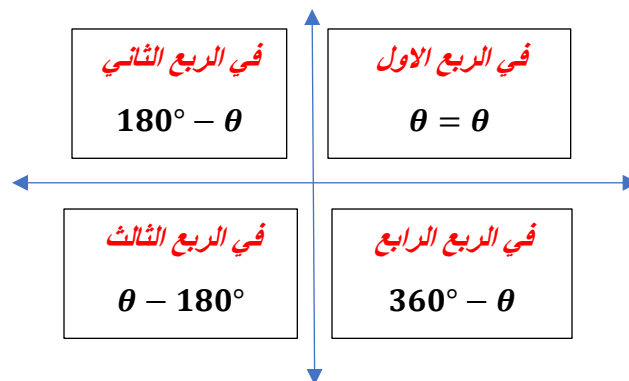 في الربع الاول
θ = θ
في الربع الثاني
180° − θ
في الربع الثالث
θ − 180°
في الربع الرابع
360° − θ